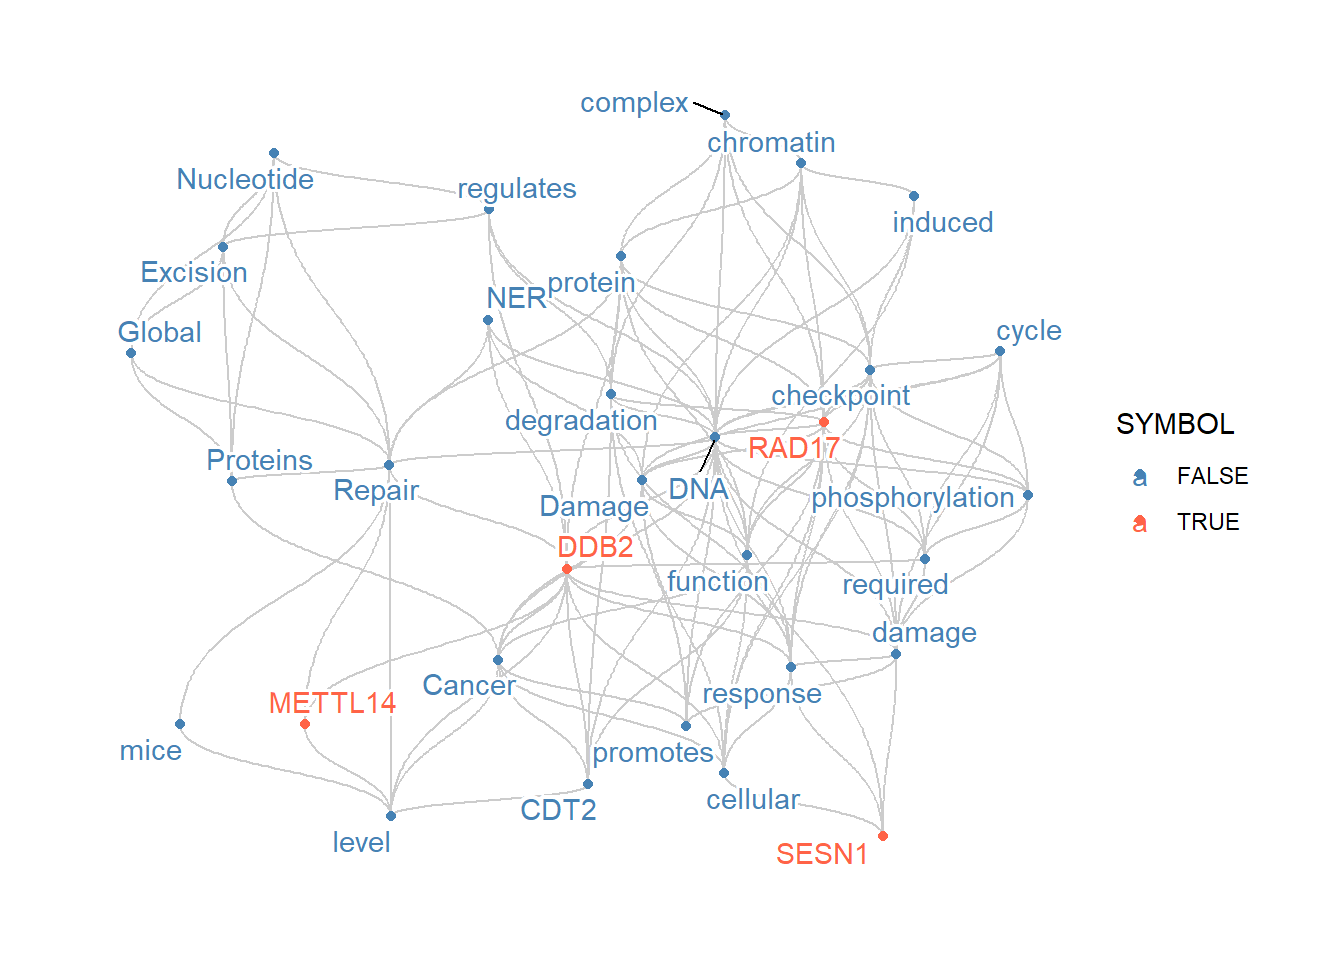 complex
chromatin
Nucleotide
regulates
induced
Excision
protein
NER
Global
cycle
checkpoint
degradation
RAD17
Proteins
Repair
DNA
phosphorylation
Damage
DDB2
function
required
damage
Cancer
response
METTL14
mice
promotes
cellular
CDT2
level
SESN1
SYMBOL
a FALSE
a TRUE